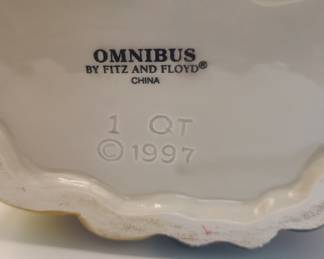 OMNIBUS
BY FITZ AND FLOYD®
CHINA
1 QT
© 1997